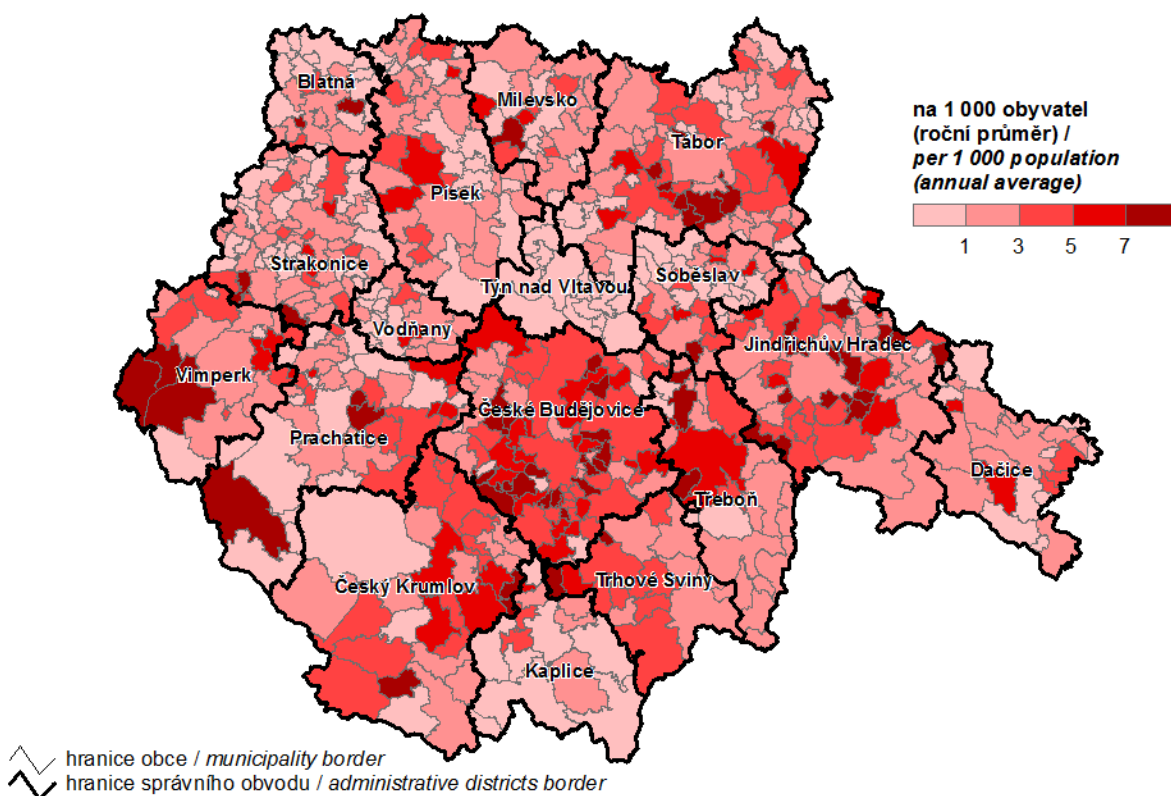 Blatná
Milevsko
Tábor
Písek
Strakonice
Týn nad Vltavou
Soběslav
Vodňany
Jindřichův Hradec
Vimperk
České Budějovice
Prachatice
Dačice
Třeboň
Český Krumlov
Trhové Sviny
Kaplice
na 1 000 obyvatel
(roční průměr) /
per 1 000 population
(annual average)
1 3 5 7
hranice obce / municipality border
hranice správního obvodu / administrative districts border